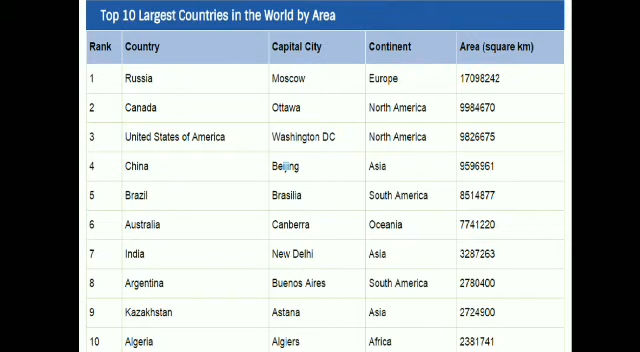 Top 10 Largest Countries in the World by Area
Rank Country Capital City Continent Area (square km)
1 Russia Moscow Europe 17098242
2 Canada Ottawa North America 9984670
3 United States of America Washington DC North America 9826675
4 China Beijing Asia 9596961
5 Brazil Brasilia South America 8514877
6 Australia Canberra Oceania 7741220
7 India New Delhi Asia 3287263
8 Argentina Buenos Aires South America 2780400
9 Kazakhstan Astana Asia 2724900
10 Algeria Algiers Africa 2381741